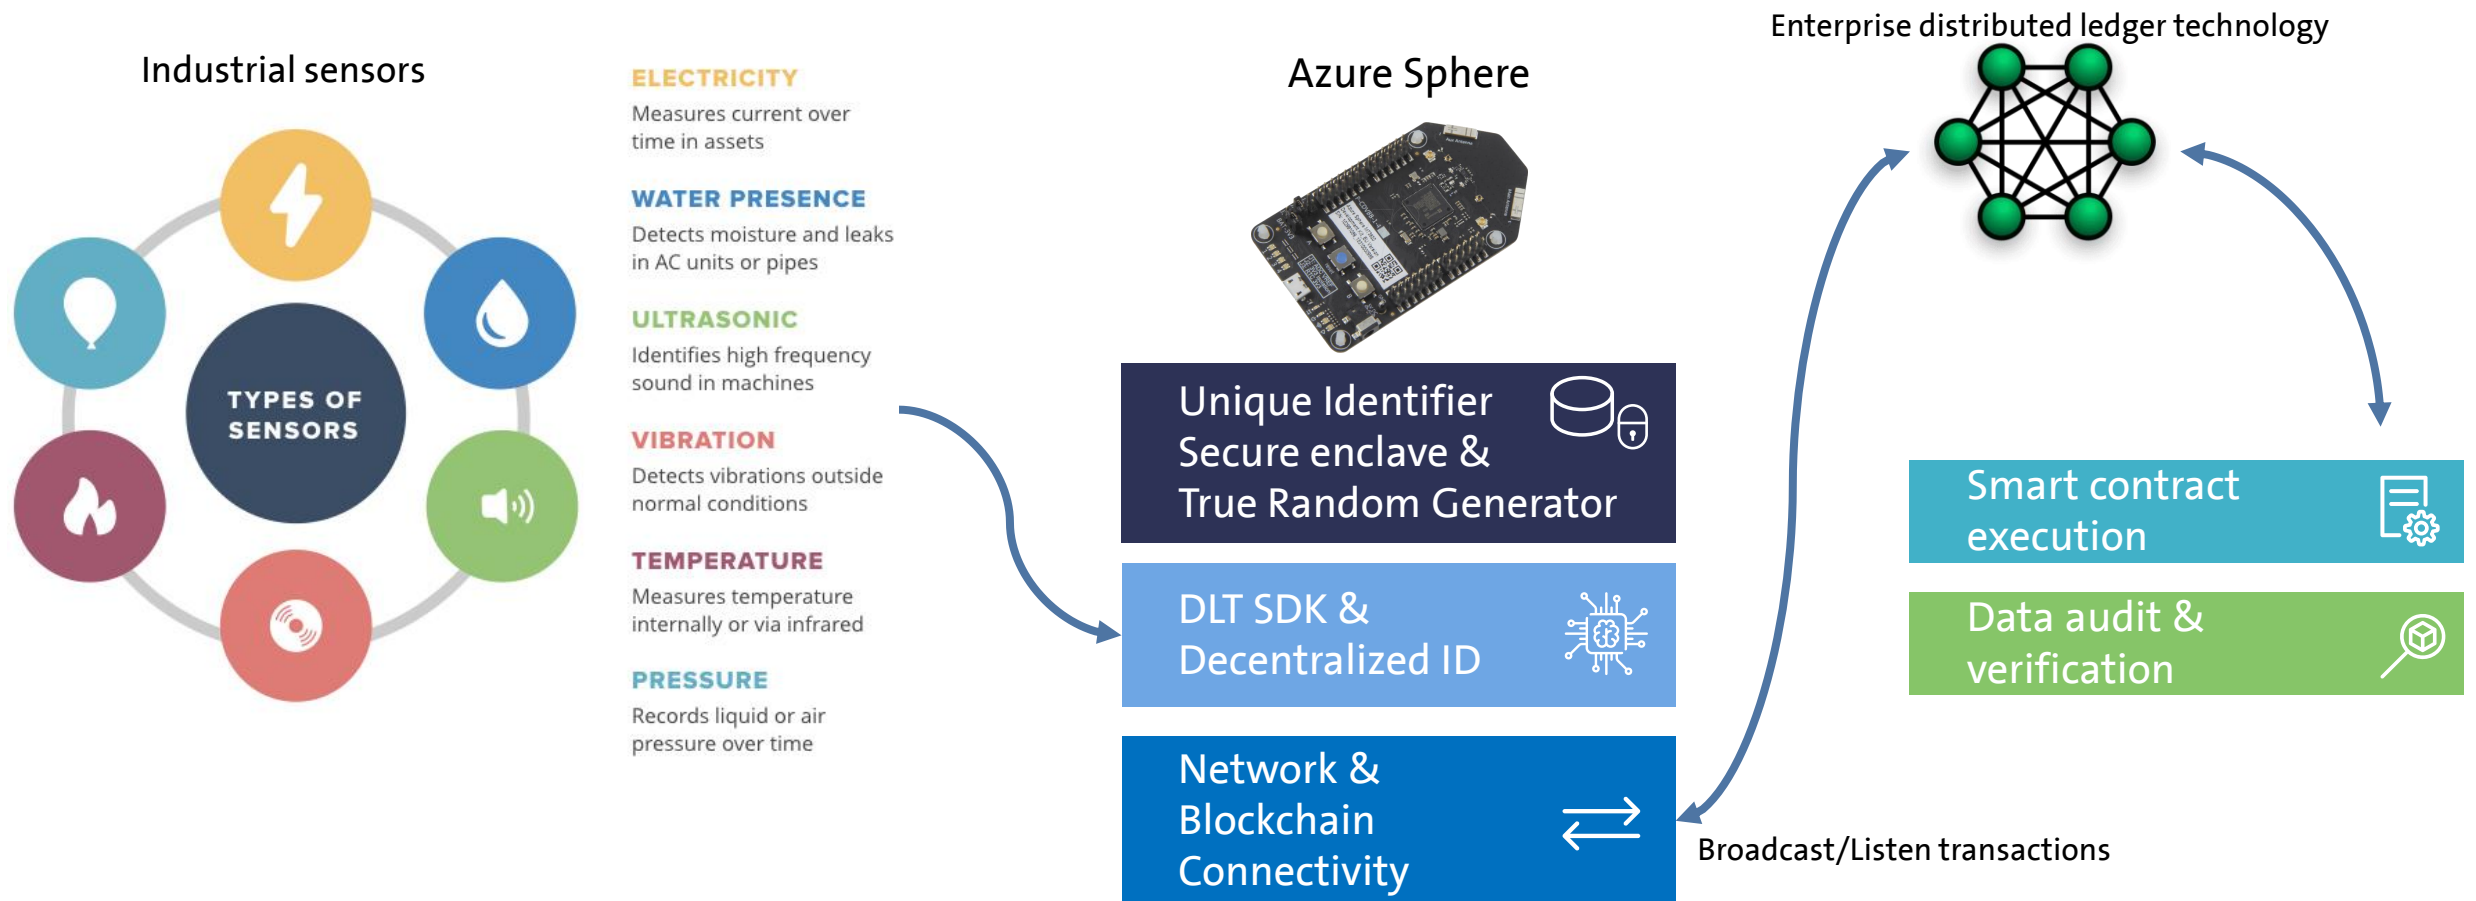 Enterprise distributed ledger technology
Industrial sensors
Azure Sphere
TYPES OF
SENSORS
ELECTRICITY
Measures current over
time in assets
WATER PRESENCE
Detects moisture and leaks
in AC units or pipes
ULTRASONIC
Identifies high frequency
sound in machines
VIBRATION
Detects vibrations outside
normal conditions
TEMPERATURE
Measures temperature
internally or via infrared
PRESSURE
Records liquid or air
pressure over time
Unique Identifier
Secure enclave &
True Random Generator
DLT SDK &
Decentralized ID
Network &
Blockchain
Connectivity
Broadcast/Listen transactions
Smart contract
execution
Data audit &
verification